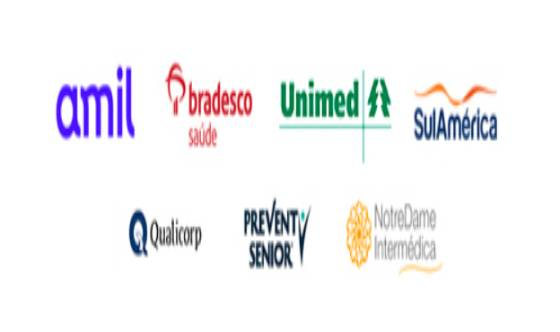 amil
bradesco
saúde
Unimed
SulAmérica
Qualicorp
PREVENT
SENIOR
NotreDame
Intermédica